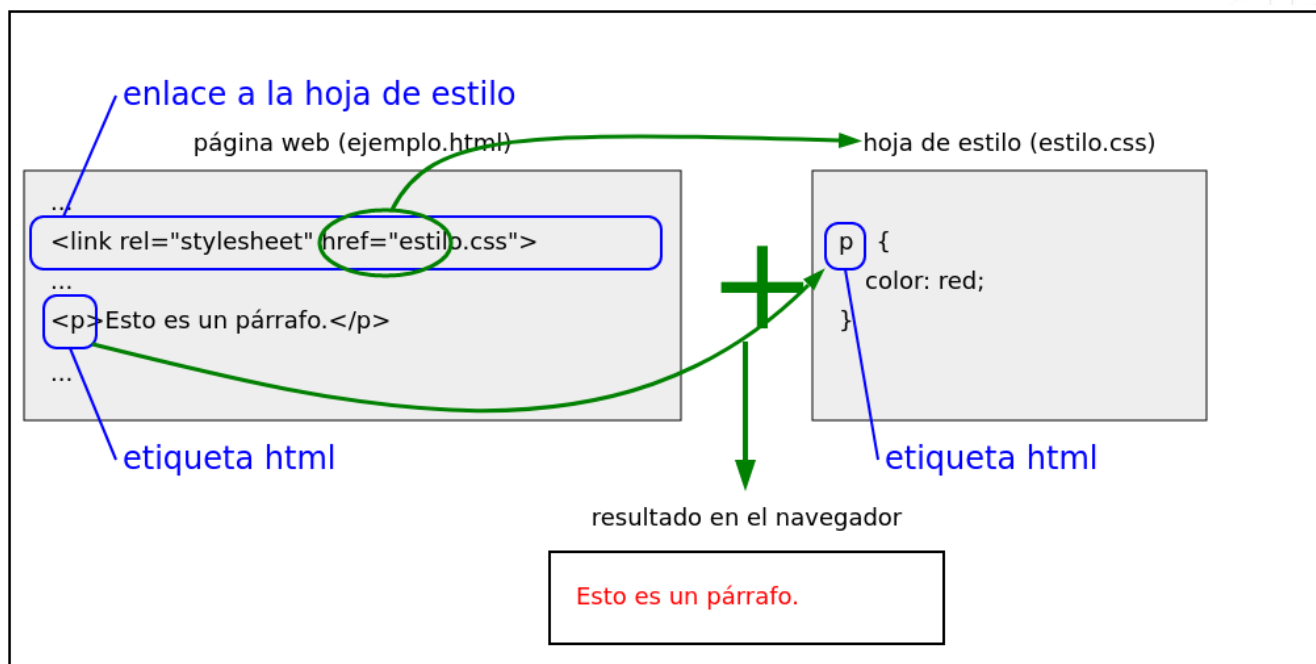 enlace a la hoja de estilo
página web (ejemplo.html)
...
<link rel="stylesheet" href="estilo.css">
...
<p>Esto es un párrafo.</p>
...
etiqueta html
hoja de estilo (estilo.css)
p {
color: red;
}
etiqueta html
resultado en el navegador
Esto es un párrafo.